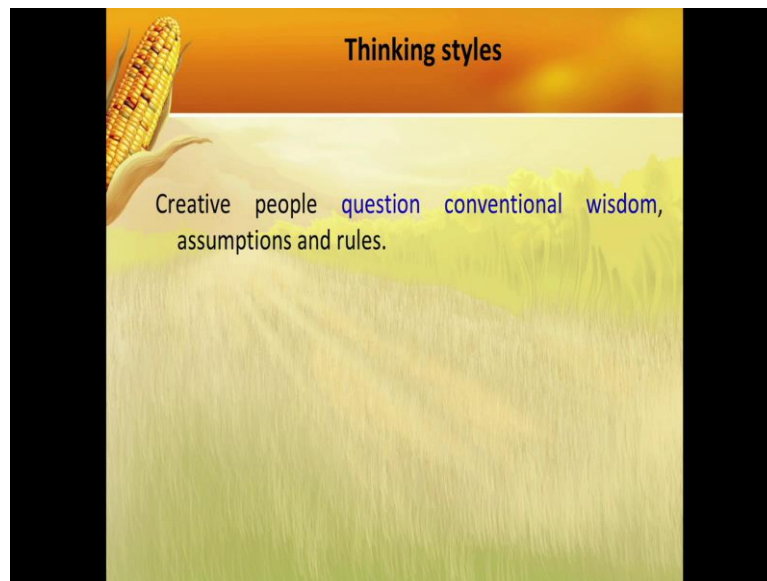 Thinking styles
Creative people question conventional wisdom,
assumptions and rules.